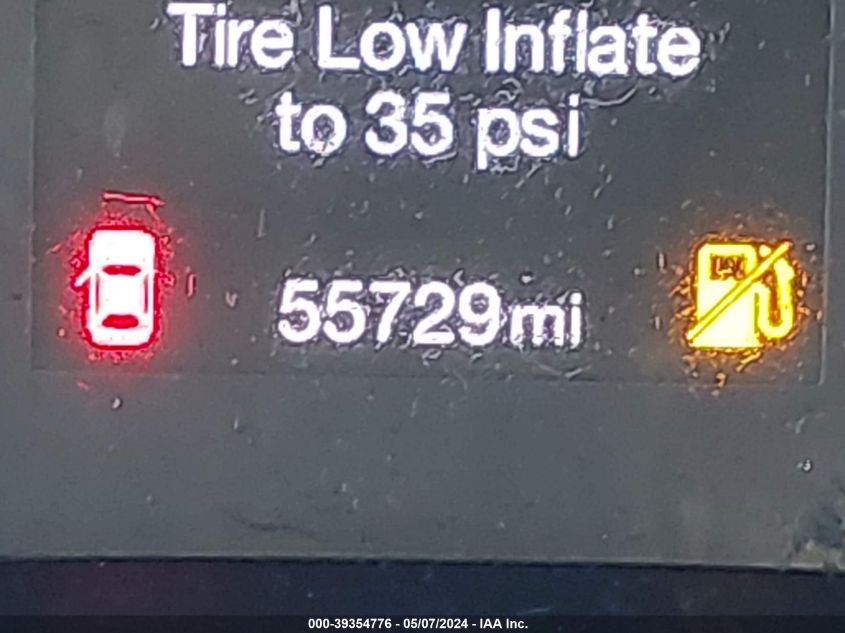 Tire Low Inflate
to 35 psi
55729mi
000-39354776 - 05/07/2024 - IAA Inc.